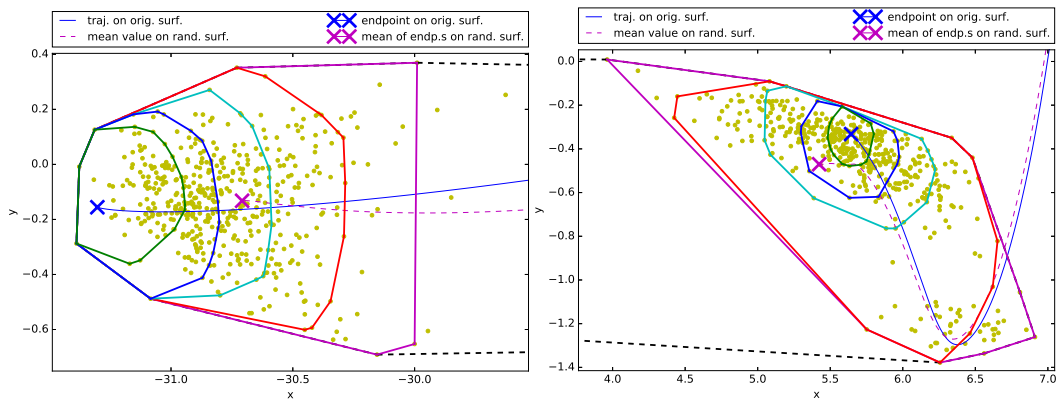 traj. on orig. surf.
endpoint on orig. surf.
mean value on rand. surf.
mean of endp.s on rand. surf.
0.4
0.2
0.0
−0.2
−0.4
−0.6
y
−31.0
−30.5
−30.0
x
traj. on orig. surf.
endpoint on orig. surf.
mean value on rand. surf.
mean of endp.s on rand. surf.
0.0
−0.2
−0.4
−0.6
−0.8
−1.0
−1.2
−1.4
y
4.0
4.5
5.0
5.5
6.0
6.5
7.0
x